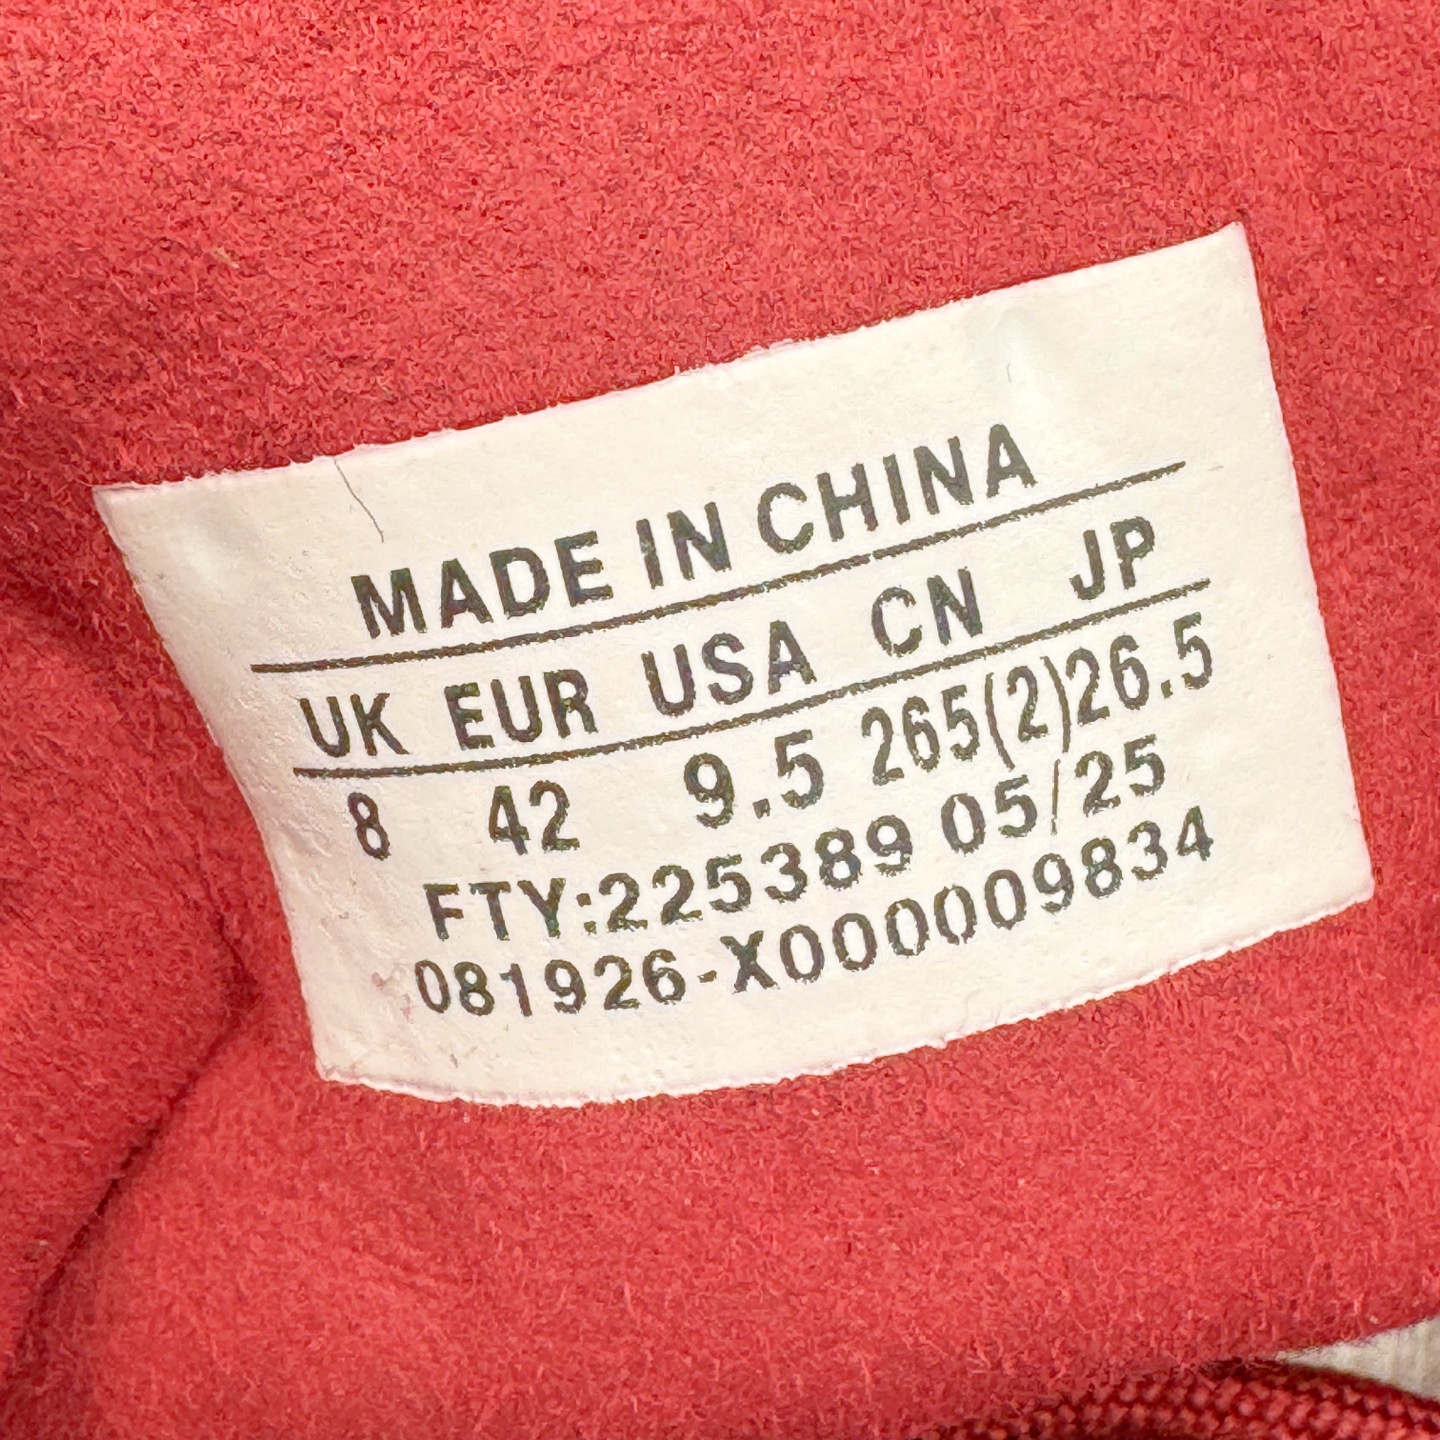 MADE IN CHINA
UK EUR USA CN JP
8 42 9.5 265(2)26.5
FTY:225389 05/25
081926-X000009834